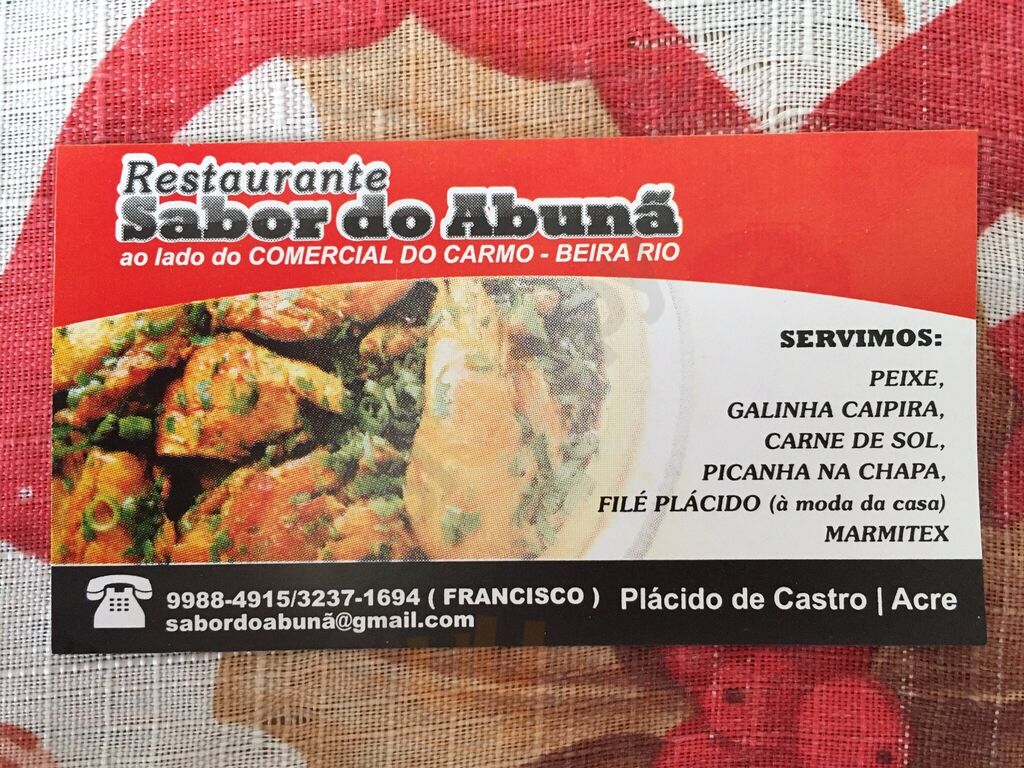 Restaurante
Sabor do Abunã
ao lado do COMERCIAL DO CARMO - BEIRA RIO
SERVIMOS:
PEIXE,
GALINHA CAIPIRA,
CARNE DE SOL,
PICANHA NA CHAPA,
FILÉ PLÁCIDO (à moda da casa)
MARMITEX
9988-4915/3237-1694 ( FRANCISCO )
sabordoabunã@gmail.com
Plácido de Castro | Acre